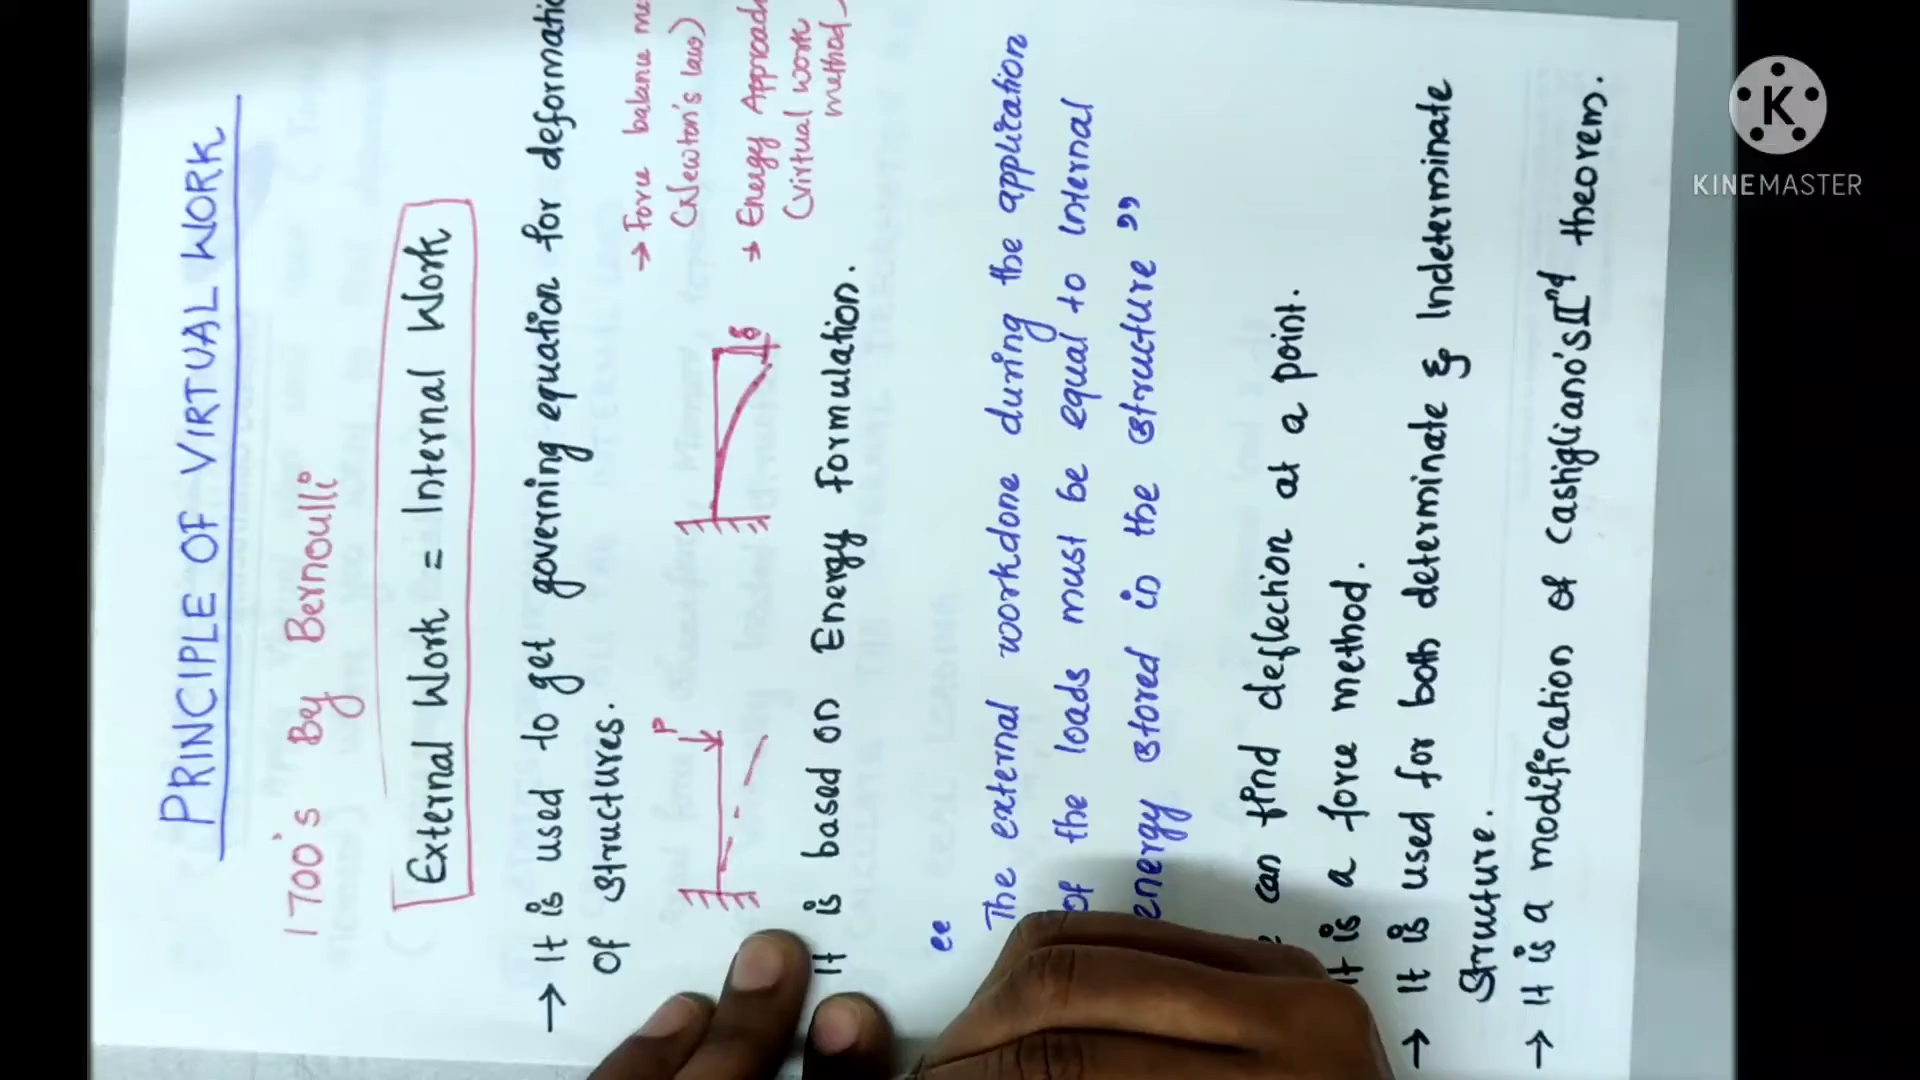 PRINCIPLE OF VIRTUAL WORK
1700's By Bernoulli
External Work = Internal Work
→ It is used to get governing equation for
of structures.
→ Force balance
(Newton's law)
→ Energy
(Virtual work
method
P
δ
It is based on Energy Formulation.
“ The external workdone during the application
of the loads must be equal to internal
energy stored in the structure ”
can find deflection at a point.
It is a force method.
→ It is used for both determinate & Indeterminate
structure.
→ It is a modification of Castigliano's IInd theorem.
K
KINEMASTER